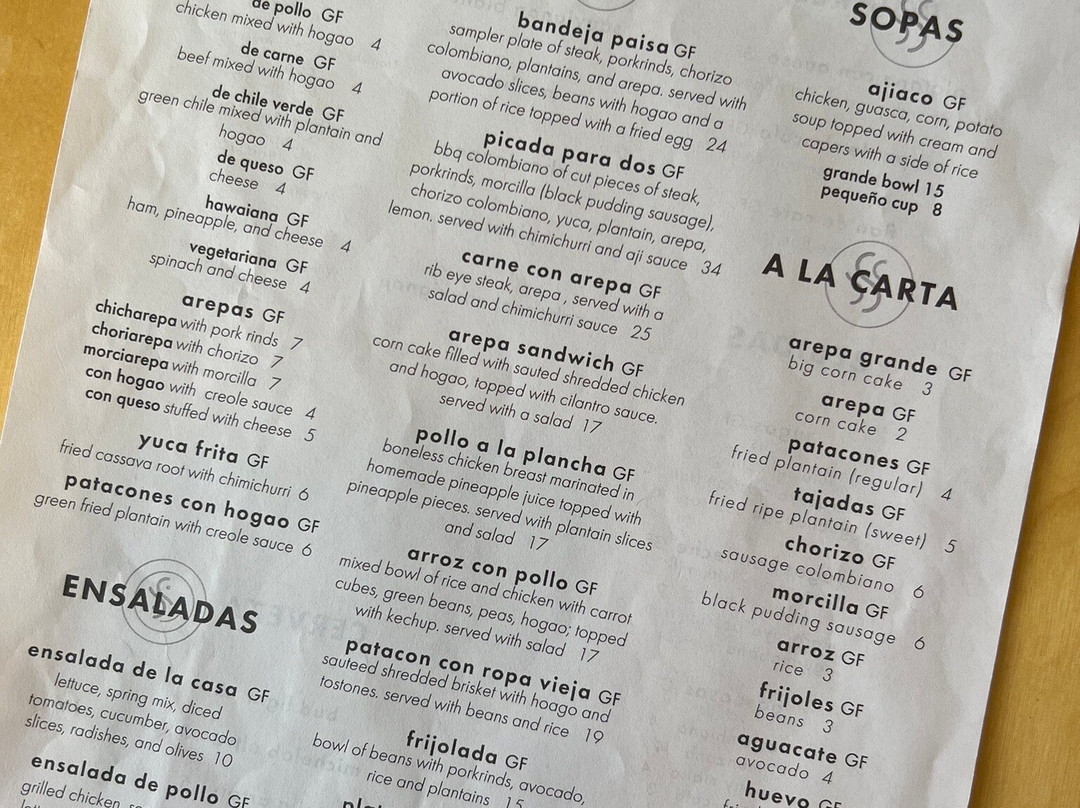 de pollo GF
chicken mixed with hogao 4
de carne GF
beef mixed with hogao 4
de chile verde GF
green chile mixed with plantain and
hogao 4
de queso GF
cheese 4
hawaiana GF
ham, pineapple, and cheese 4
vegetariana GF
spinach and cheese 4
arepas GF
chicharepa with pork rinds 7
choriarepa with chorizo 7
morciarepa with morcilla 7
con hogao with creole sauce 4
con queso stuffed with cheese 5
yuca frita GF
fried cassava root with chimichurri 6
patacones con hogao GF
green fried plantain with creole sauce 6
ENSALADAS
ensalada de la casa GF
lettuce, spring mix, diced
tomatoes, cucumber, avocado
slices, radishes, and olives 10
ensalada de pollo GF
grilled chicken,
bandeja paisa GF
sampler plate of steak, porkrinds, chorizo
colombiano, plantains, and arepa. served with
avocado slices, beans with hogao and a
portion of rice topped with a fried egg 24
picada para dos GF
bbq colombiano of cut pieces of steak,
porkrinds, morcilla (black pudding sausage),
chorizo colombiano, yuca, plantain, arepa,
lemon. served with chimichurri and aji sauce 34
carne con arepa GF
rib eye steak, arepa , served with a
salad and chimichurri sauce 25
arepa sandwich GF
corn cake filled with sauted shredded chicken
and hogao, topped with cilantro sauce.
served with a salad 17
pollo a la plancha GF
boneless chicken breast marinated in
homemade pineapple juice topped with
pineapple pieces. served with plantain slices
and salad 17
arroz con pollo GF
mixed bowl of rice and chicken with carrot
cubes, green beans, peas, hogao; topped
with kechup. served with salad 17
patacon con ropa vieja GF
sauteed shredded brisket with hoago and
tostones. served with beans and rice 19
frijolada GF
bowl of beans with porkrinds, avocado,
rice and plantains 15
SOPAS
ajiaco GF
chicken, guasca, corn, potato
soup topped with cream and
capers with a side of rice
grande bowl 15
pequeño cup 8
A LA CARTA
arepa grande GF
big corn cake 3
arepa GF
corn cake 2
patacones GF
fried plantain (regular) 4
tajadas GF
fried ripe plantain (sweet) 5
chorizo GF
sausage colombiano 6
morcilla GF
black pudding sausage 6
arroz GF
rice 3
frijoles GF
beans 3
aguacate GF
avocado 4
huevo GF